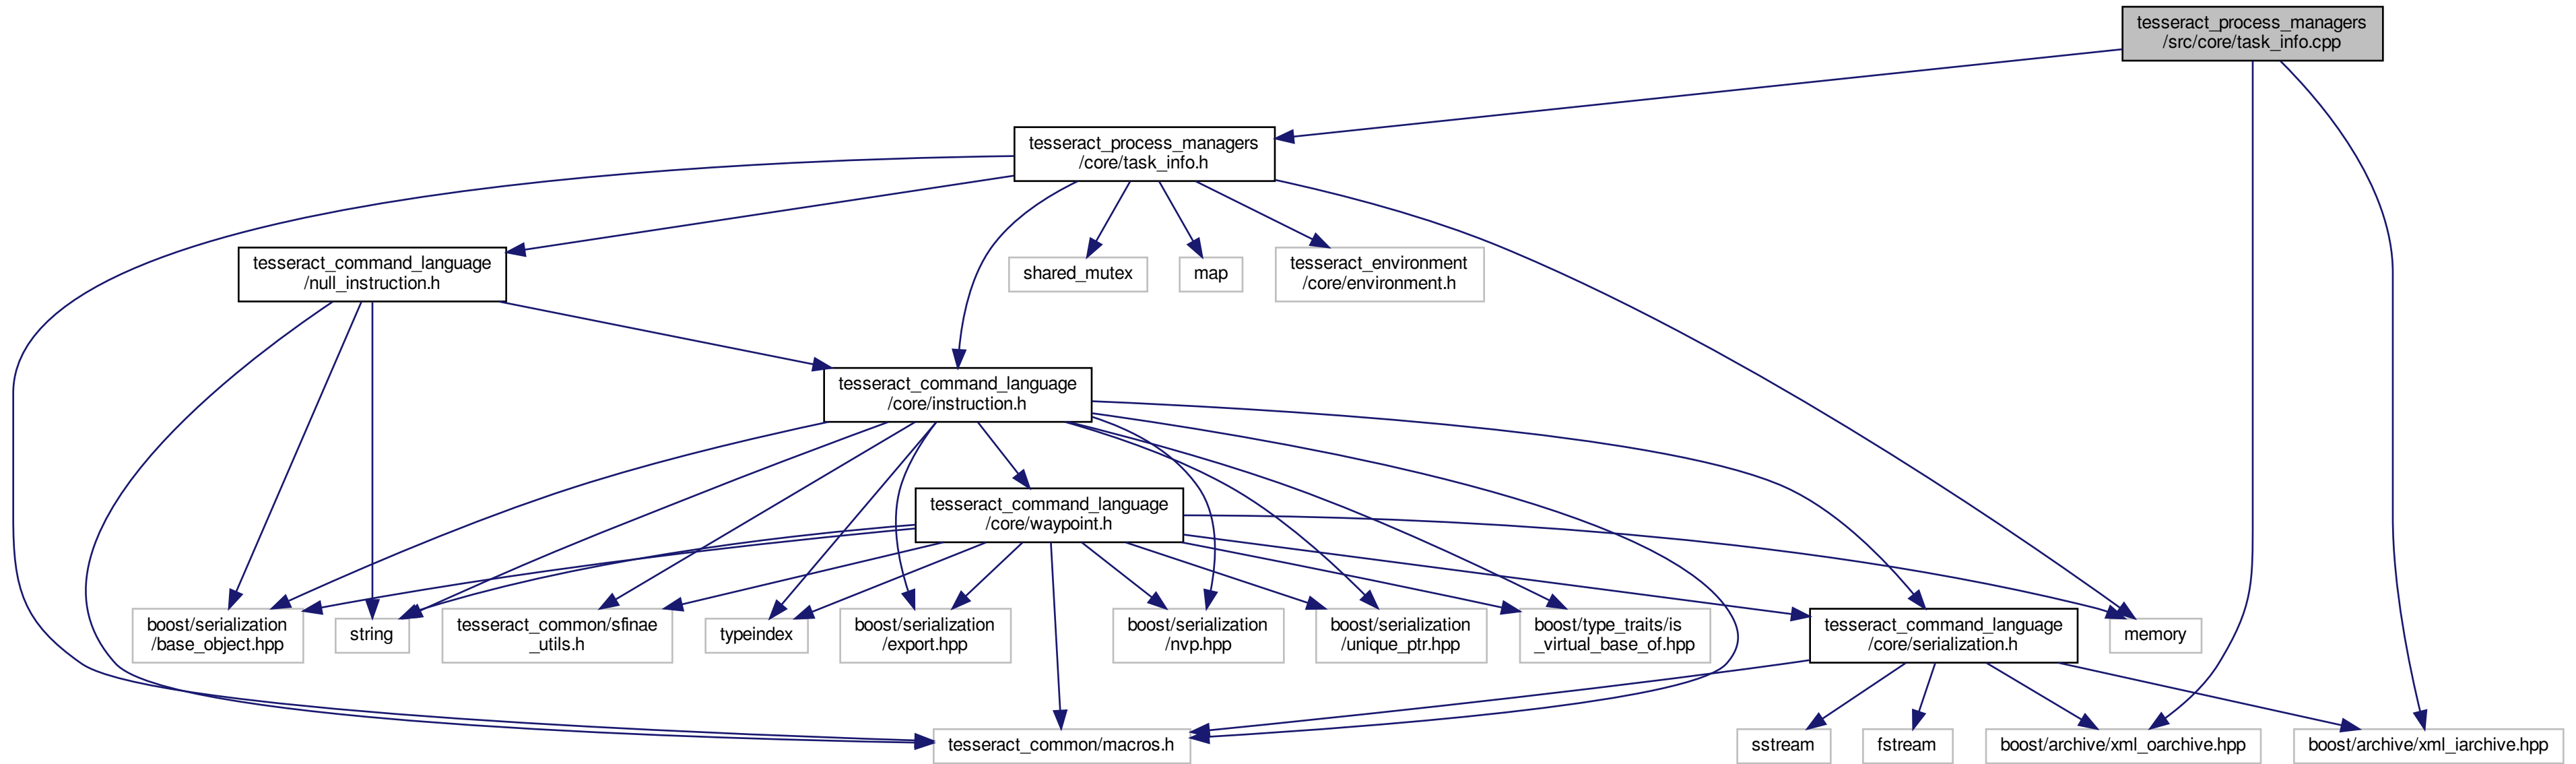 tesseract_process_managers
/src/core/task_info.cpp
tesseract_process_managers
/core/task_info.h
tesseract_command_language
/null_instruction.h
shared_mutex
map
tesseract_environment
/core/environment.h
tesseract_command_language
/core/instruction.h
tesseract_command_language
/core/waypoint.h
boost/serialization
/base_object.hpp
string
tesseract_common/sfinae
_utils.h
typeindex
boost/serialization
/export.hpp
boost/serialization
/nvp.hpp
boost/serialization
/unique_ptr.hpp
boost/type_traits/is
_virtual_base_of.hpp
tesseract_command_language
/core/serialization.h
memory
tesseract_common/macros.h
sstream
fstream
boost/archive/xml_oarchive.hpp
boost/archive/xml_iarchive.hpp